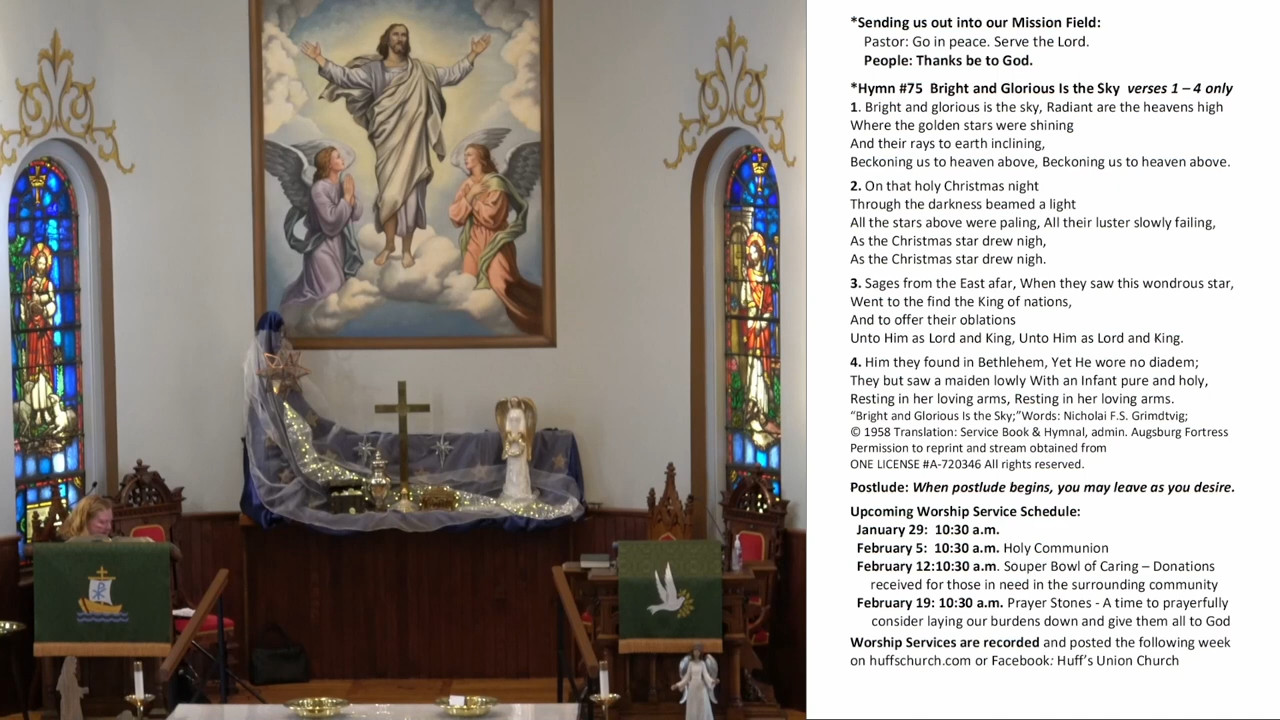 *Sending us out into our Mission Field:
Pastor: Go in peace. Serve the Lord.
People: Thanks be to God.
*Hymn #75 Bright and Glorious Is the Sky verses 1 – 4 only
1. Bright and glorious is the sky, Radiant are the heavens high
Where the golden stars were shining
And their rays to earth inclining,
Beckoning us to heaven above, Beckoning us to heaven above.
2. On that holy Christmas night
Through the darkness beamed a light
All the stars above were paling, All their luster slowly failing,
As the Christmas star drew nigh,
As the Christmas star drew nigh.
3. Sages from the East afar, When they saw this wondrous star,
Went to the find the King of nations,
And to offer their oblations
Unto Him as Lord and King, Unto Him as Lord and King.
4. Him they found in Bethlehem, Yet He wore no diadem;
They but saw a maiden lowly With an Infant pure and holy,
Resting in her loving arms, Resting in her loving arms.
“Bright and Glorious Is the Sky;”Words: Nicholai F.S. Grimdtvig;
© 1958 Translation: Service Book & Hymnal, admin. Augsburg Fortress
Permission to reprint and stream obtained from
ONE LICENSE #A-720346 All rights reserved.
Postlude: When postlude begins, you may leave as you desire.
Upcoming Worship Service Schedule:
January 29: 10:30 a.m.
February 5: 10:30 a.m. Holy Communion
February 12:10:30 a.m. Souper Bowl of Caring – Donations
received for those in need in the surrounding community
February 19: 10:30 a.m. Prayer Stones - A time to prayerfully
consider laying our burdens down and give them all to God
Worship Services are recorded and posted the following week
on huffschurch.com or Facebook: Huff’s Union Church